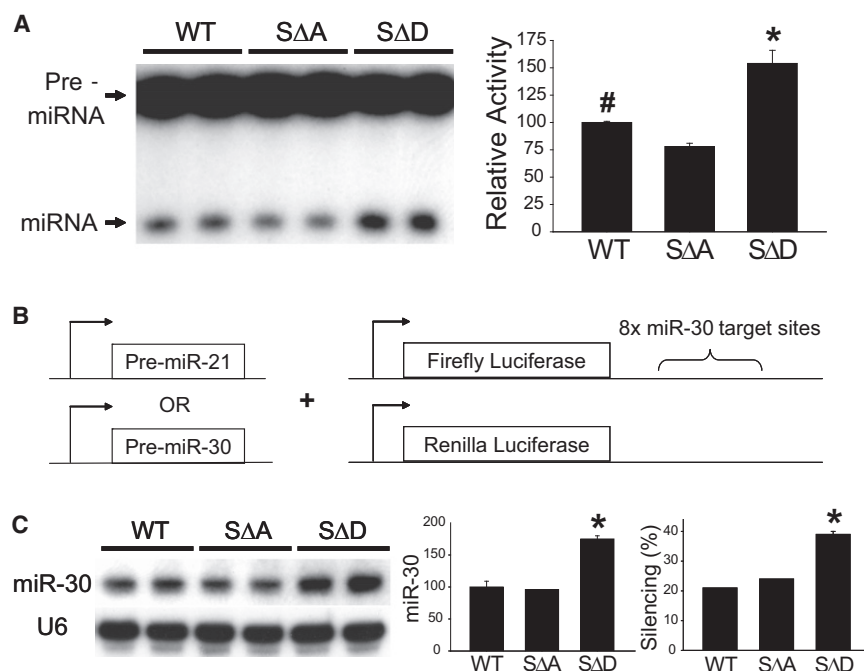 A
WT SΔA SΔD
Pre -
miRNA
miRNA
Relative Activity
175
150
125
100
75
50
25
0
#
*
WT SΔA SΔD
B
8x miR-30 target sites
Pre-miR-21
Firefly Luciferase
OR
+
Pre-miR-30
Renilla Luciferase
C
WT SΔA SΔD
miR-30
U6
miR-30
200
150
100
50
0
*
WT SΔA SΔD
Silencing (%)
40
30
20
10
0
*
WT SΔA SΔD